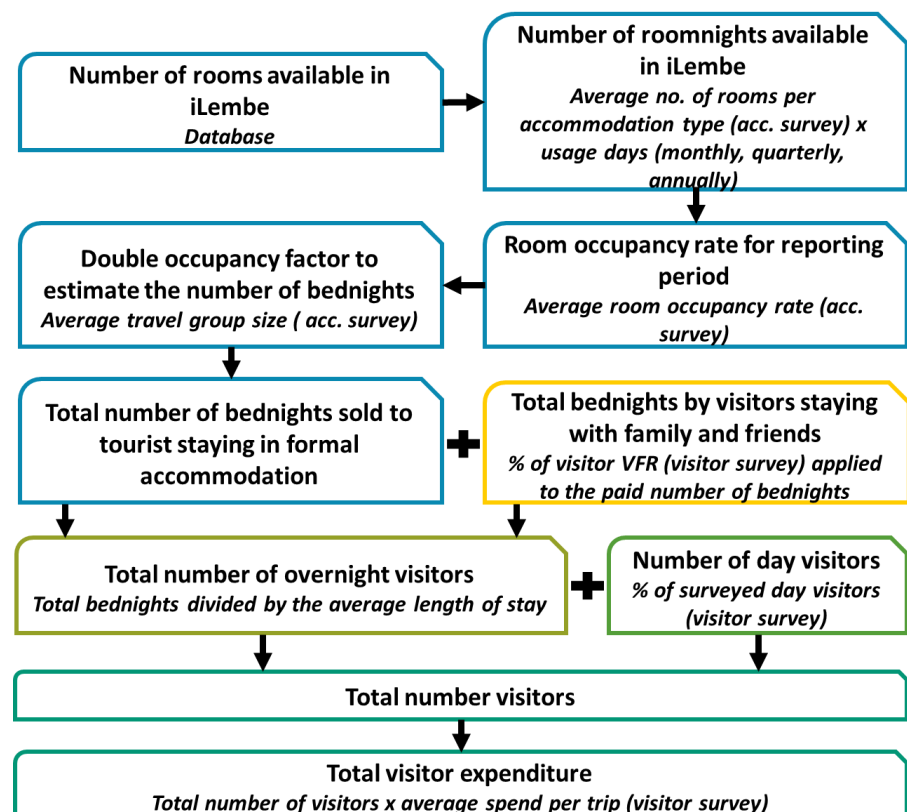 Number of rooms available in
iLembe
Database
Number of roomnights available
in iLembe
Average no. of rooms per
accommodation type (acc. survey) x
usage days (monthly, quarterly,
annually)
Double occupancy factor to
estimate the number of bednights
Average travel group size ( acc. survey)
Room occupancy rate for reporting
period
Average room occupancy rate (acc.
survey)
Total number of bednights sold to
tourist staying in formal
accommodation
Total bednights by visitors staying
with family and friends
% of visitor VFR (visitor survey) applied
to the paid number of bednights
Total number of overnight visitors
Total bednights divided by the average length of stay
Number of day visitors
% of surveyed day visitors
(visitor survey)
Total number visitors
Total visitor expenditure
Total number of visitors x average spend per trip (visitor survey)